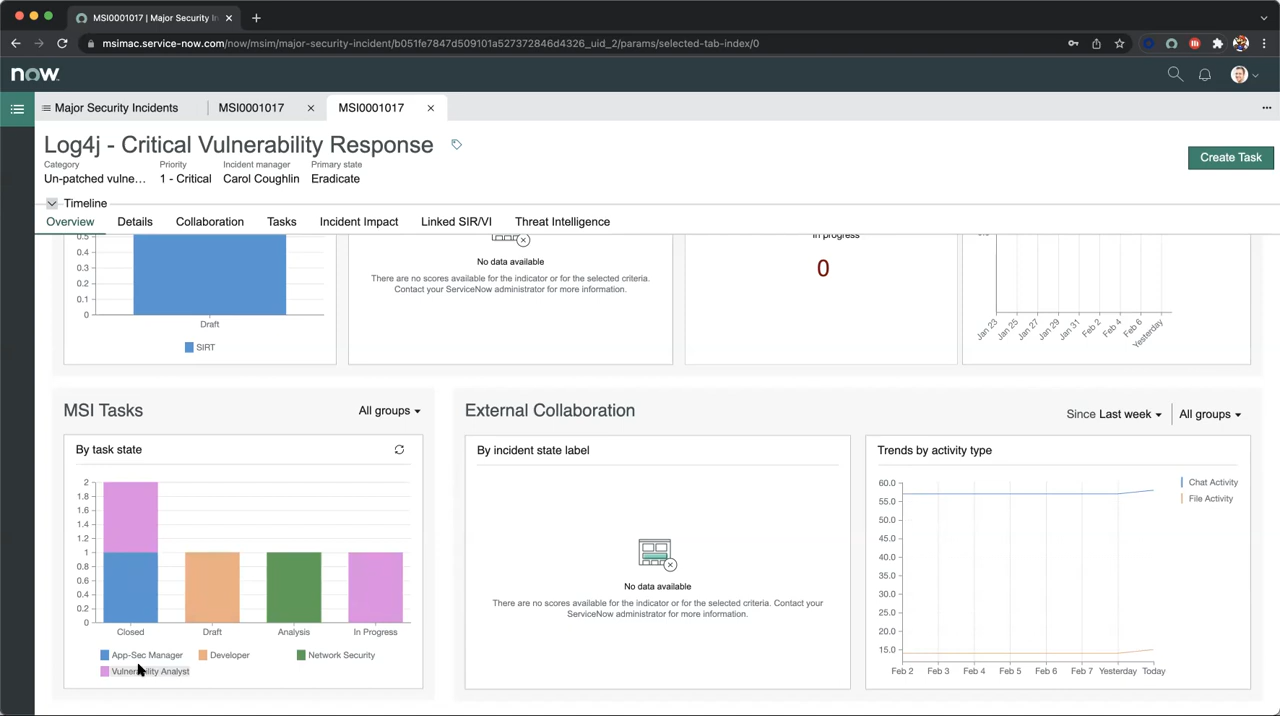 MSI0001017 | Major Security In
msimac.service-now.com/now/msim/major-security-incident/b051fe7847d509101a527372846d4326_uid_2/params/selected-tab-index/0
now
Major Security Incidents
MSI0001017
MSI0001017
Log4j - Critical Vulnerability Response
Create Task
Category
Priority
Incident manager
Primary state
Un-patched vulne...
1 - Critical
Carol Coughlin
Eradicate
Timeline
Overview
Details
Collaboration
Tasks
Incident Impact
Linked SIR/VI
Threat Intelligence
0.5
0.4
0.3
0.2
0.1
0
Draft
SIRT
No data available
There are no scores available for the indicator or for the selected criteria.
Contact your ServiceNow administrator for more information.
In progress
0
Jan 23
Jan 25
Jan 27
Jan 29
Jan 31
Feb 2
Feb 4
Feb 6
Yesterday
MSI Tasks
All groups
By task state
2
1.8
1.6
1.4
1.2
1
0.8
0.6
0.4
0.2
0
Closed
Draft
Analysis
In Progress
App-Sec Manager
Developer
Network Security
Vulnerability Analyst
External Collaboration
Since Last week
All groups
By incident state label
No data available
There are no scores available for the indicator or for the selected criteria. Contact your
ServiceNow administrator for more information.
Trends by activity type
60.0
55.0
50.0
45.0
40.0
35.0
30.0
25.0
20.0
15.0
Feb 2
Feb 3
Feb 4
Feb 5
Feb 6
Feb 7
Yesterday
Today
Chat Activity
File Activity